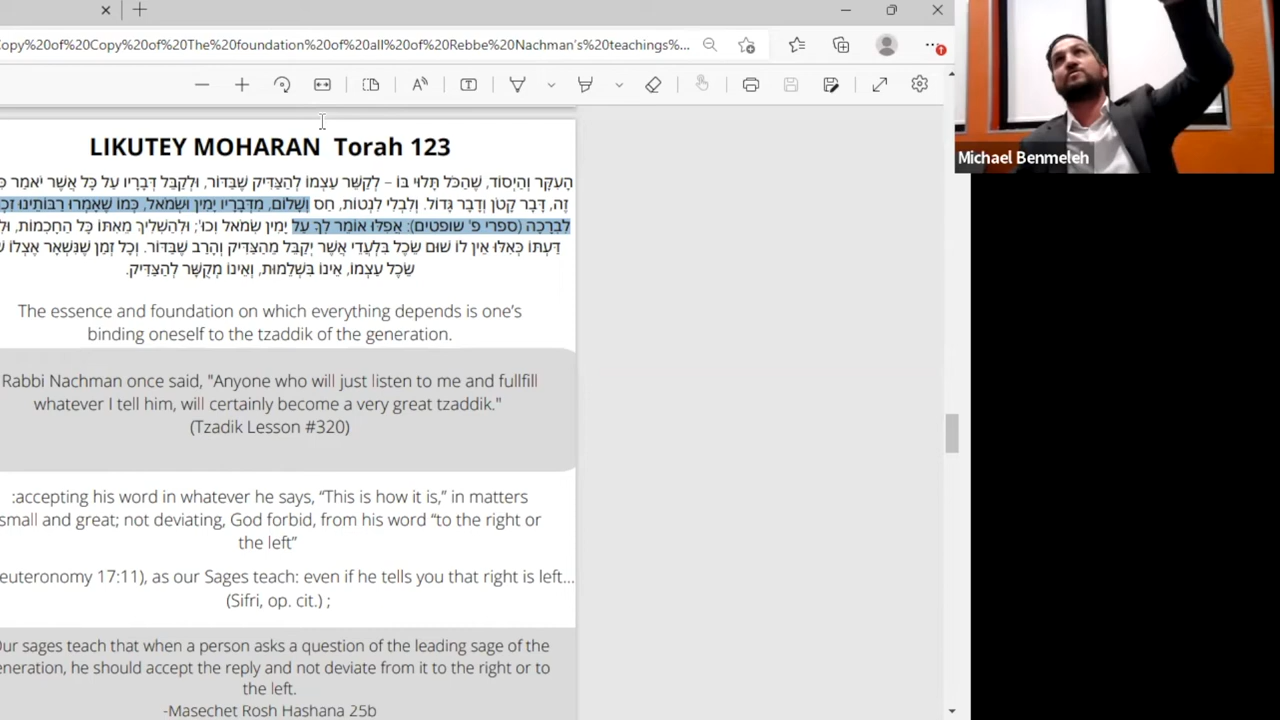 opy%20of%20Copy%20of%20The%20foundation%20of%20all%20of%20Rebbe%20Nachman's%20teachings%...
LIKUTEY MOHARAN Torah 123
הָעִקָּר וְהַיְסוֹד, שֶׁהַכֹּל תָּלוּי בּוֹ – לְקַשֵּׁר עַצְמוֹ לְהַצַּדִּיק שֶׁבַּדּוֹר, וּלְקַבֵּל דְּבָרָיו עַל כָּל אֲשֶׁר יֹאמַר
זֶה, דָּבָר קָטֹן וְדָבָר גָּדוֹל. וְלִבְלִי לִנְטוֹת, חַס וְשָׁלוֹם, מִדְּבָרָיו יָמִין וּשְׂמֹאל, כְּמוֹ שֶׁאָמְרוּ רַבּוֹתֵינוּ
לִבְרָכָה (ספרי פ' שופטים): אֲפִלּוּ אוֹמֵר לְךָ עַל יָמִין שְׂמֹאל וְכוּ'; וּלְהַשְׁלִיךְ מֵאִתּוֹ כָּל הַחָכְמוֹת,
דַּעְתּוֹ כְּאִלּוּ אֵין לוֹ שׁוּם שֵׂכֶל בִּלְעֲדֵי אֲשֶׁר יְקַבֵּל מֵהַצַּדִּיק וְהָרַב שֶׁבַּדּוֹר. וְכָל זְמַן שֶׁנִּשְׁאָר אֶצְלוֹ
שֵׂכֶל עַצְמוֹ, אֵינוֹ בִּשְׁלֵמוּת, וְאֵינוֹ מְקֻשָּׁר לְהַצַּדִּיק.
The essence and foundation on which everything depends is one's
binding oneself to the tzaddik of the generation.
Rabbi Nachman once said, "Anyone who will just listen to me and fullfill
whatever I tell him, will certainly become a very great tzaddik."
(Tzadik Lesson #320)
:accepting his word in whatever he says, “This is how it is,” in matters
small and great; not deviating, God forbid, from his word “to the right or
the left”
euteronomy 17:11), as our Sages teach: even if he tells you that right is left...
(Sifri, op. cit.) ;
Our sages teach that when a person asks a question of the leading sage of the
eneration, he should accept the reply and not deviate from it to the right or to
the left.
-Masechet Rosh Hashana 25b
Michael Benmeleh